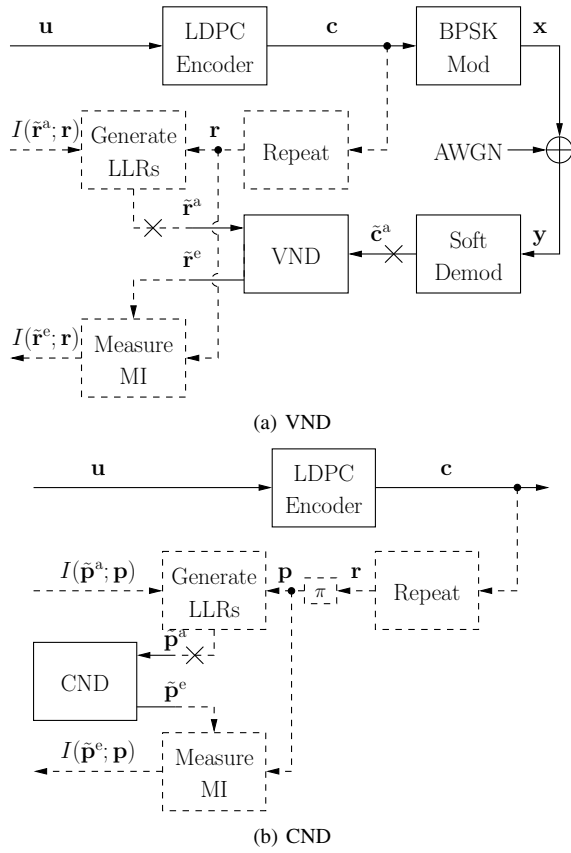 u
LDPC
Encoder
c
BPSK
Mod
x
I(r̃ᵃ; r)
Generate
LLRs
r
Repeat
AWGN
r̃ᵃ
VND
c̃ᵃ
Soft
Demod
y
r̃ᵉ
I(r̃ᵉ; r)
Measure
MI
(a) VND
u
LDPC
Encoder
c
I(p̃ᵃ; p)
Generate
LLRs
p
π
r
Repeat
p̃ᵃ
CND
p̃ᵉ
I(p̃ᵉ; p)
Measure
MI
(b) CND